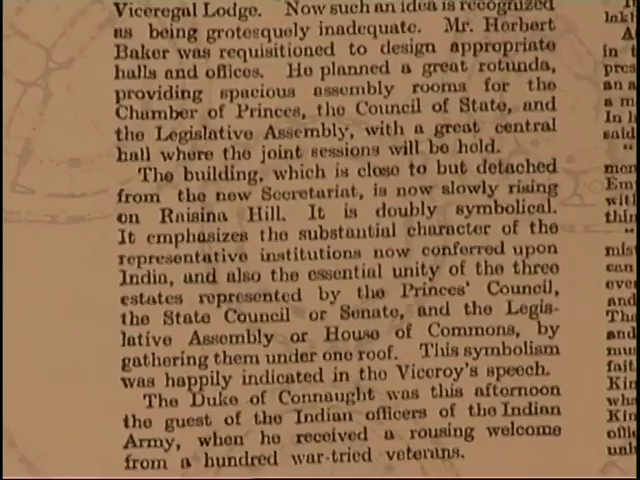 Viceregal Lodge. Now such an idea is recognized
as being grotesquely inadequate. Mr. Herbert
Baker was requisitioned to design appropriate
halls and offices. He planned a great rotunda,
providing spacious assembly rooms for the
Chamber of Princes, the Council of State, and
the Legislative Assembly, with a great central
hall where the joint sessions will be held.
The building, which is close to but detached
from the new Secretariat, is now slowly rising
on Raisina Hill. It is doubly symbolical.
It emphasizes the substantial character of the
representative institutions now conferred upon
India, and also the essential unity of the three
estates represented by the Princes' Council,
the State Council or Senate, and the Legis-
lative Assembly or House of Commons, by
gathering them under one roof. This symbolism
was happily indicated in the Viceroy's speech.
The Duke of Connaught was this afternoon
the guest of the Indian officers of the Indian
Army, when he received a rousing welcome
from a hundred war-tried veterans.